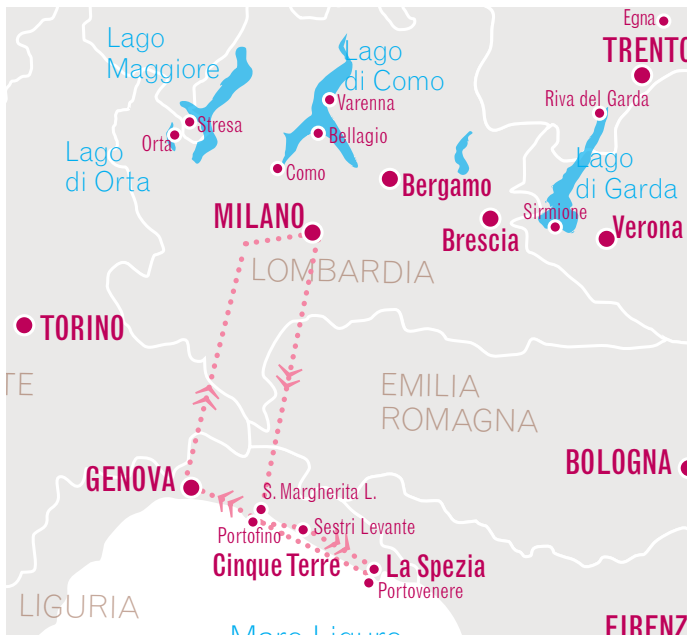 Egna
TRENTO
Lago
Maggiore
Lago
di Como
Varenna
Riva del Garda
Stresa
Orta
Bellagio
Lago
di Orta
Como
Lago
di Garda
Bergamo
Sirmione
MILANO
Brescia
Verona
LOMBARDIA
TORINO
TE
EMILIA
ROMAGNA
BOLOGNA
GENOVA
S. Margherita L.
Portofino
Sestri Levante
Cinque Terre
La Spezia
Portovenere
LIGURIA
Mare Ligure
FIRENZ